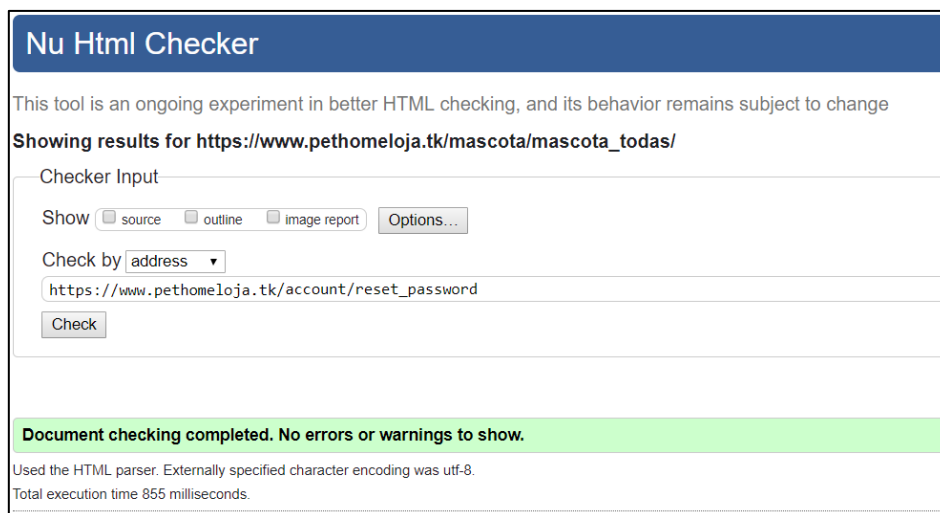 Nu Html Checker
This tool is an ongoing experiment in better HTML checking, and its behavior remains subject to change
Showing results for https://www.pethomeloja.tk/mascota/mascota_todas/
Checker Input
Show source outline image report Options...
Check by address
https://www.pethomeloja.tk/account/reset_password
Check
Document checking completed. No errors or warnings to show.
Used the HTML parser. Externally specified character encoding was utf-8.
Total execution time 855 milliseconds.